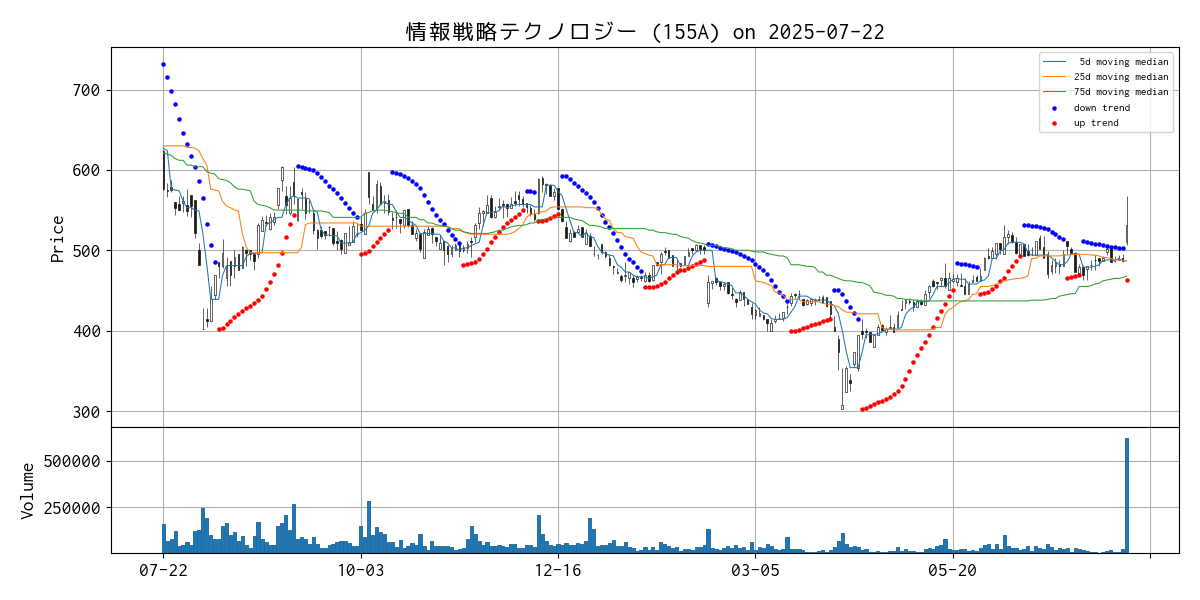 情報戦略テクノロジー (155A) on 2025-07-22
5d moving median
25d moving median
75d moving median
down trend
up trend
Price
700
600
500
400
300
Volume
500000
250000
07-22
10-03
12-16
03-05
05-20